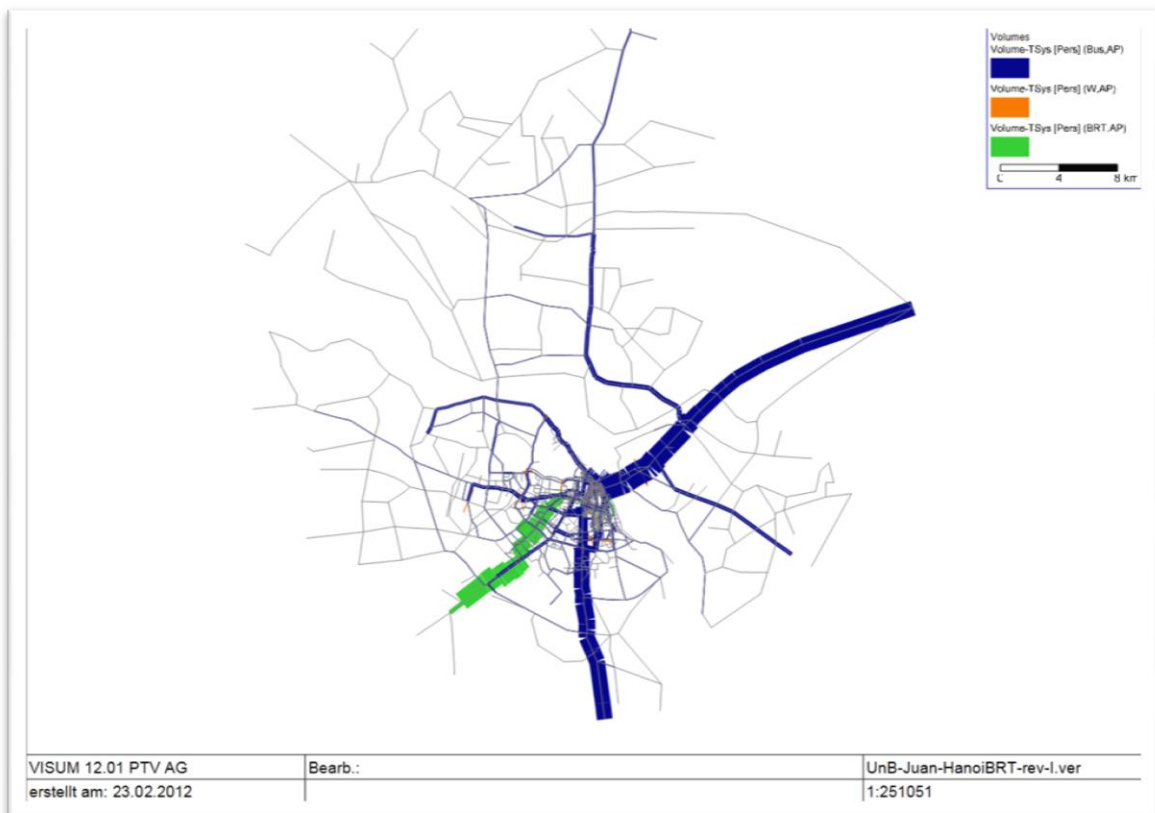 Volumes
Volume-TSys [Pers] (Bus,AP)
Volume-TSys [Pers] (W,AP)
Volume-TSys [Pers] (BRT,AP)
4 8 km
VISUM 12.01 PTV AG Bearb.: UnB-Juan-HanoiBRT-rev-I.ver
erstellt am: 23.02.2012 1:251051